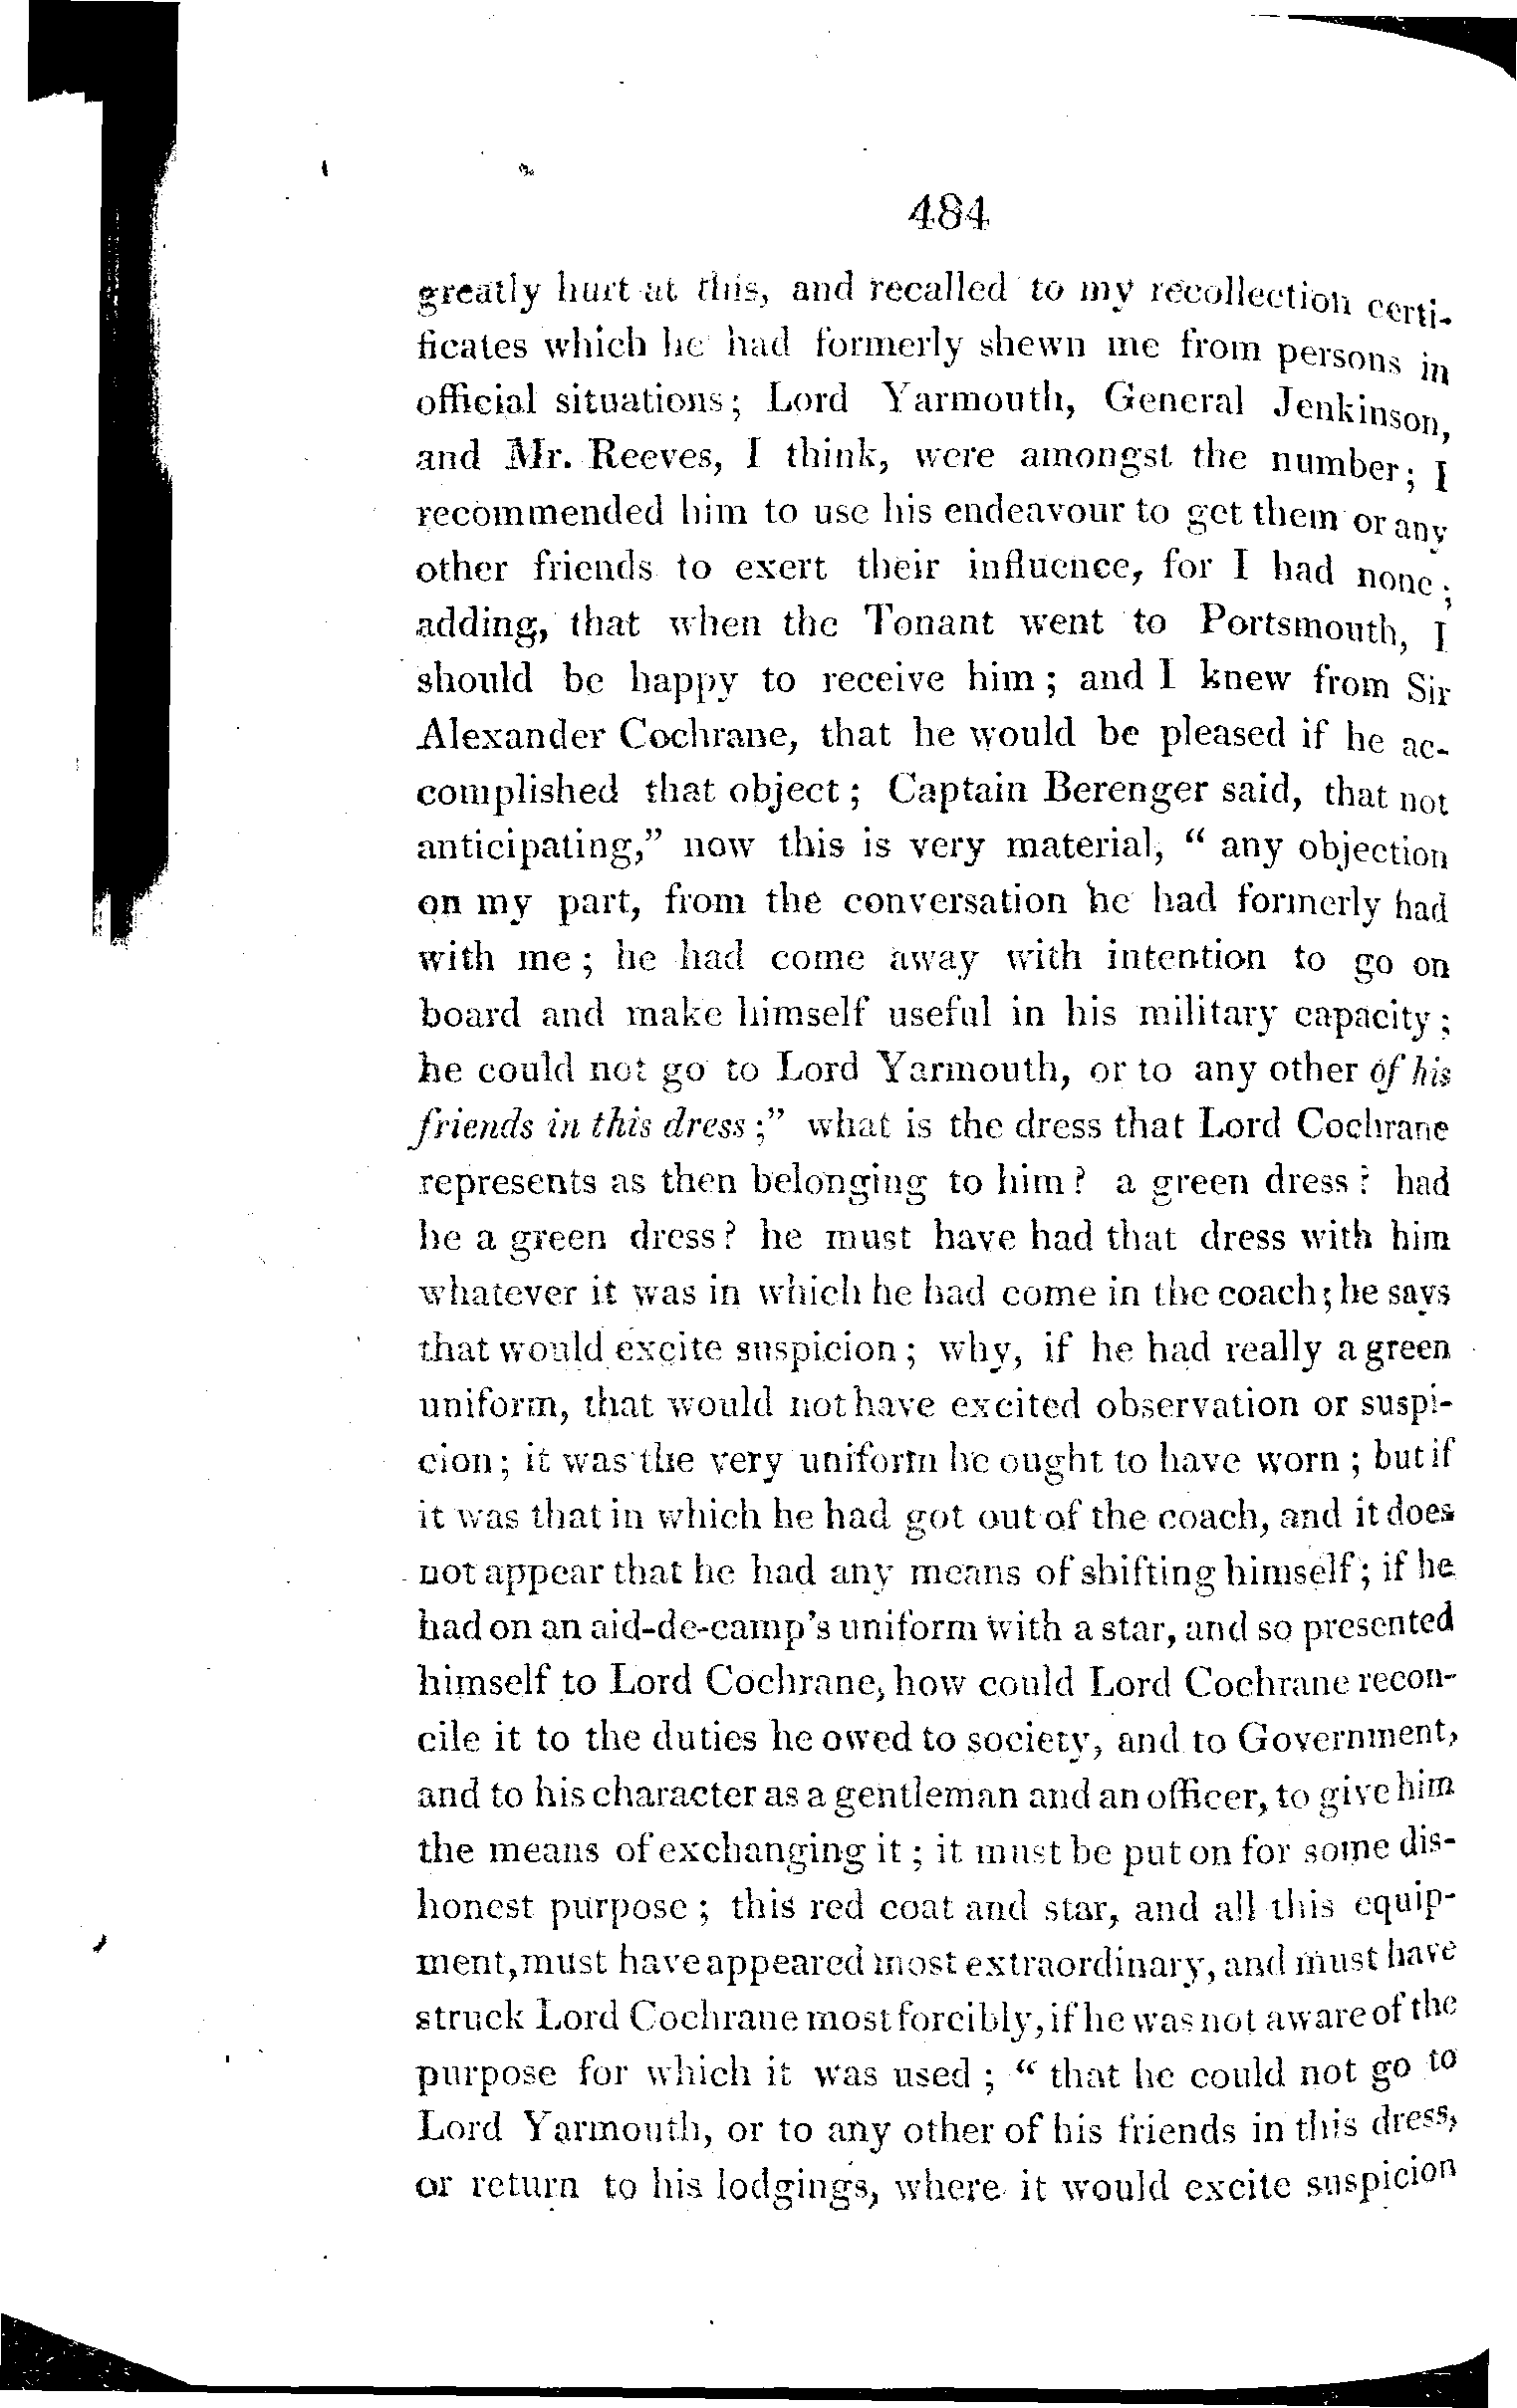 484
greatly hurt at this, and recalled to my recollection certi-
ficates which he had formerly shewn me from persons in
official situations; Lord Yarmouth, General Jenkinson,
and Mr. Reeves, I think, were amongst the number; I
recommended him to use his endeavour to get them or any
other friends to exert their influence, for I had none;
adding, that when the Tonant went to Portsmouth, I
should be happy to receive him; and I knew from Sir
Alexander Cochrane, that he would be pleased if he ac-
complished that object; Captain Berenger said, that not
anticipating,” now this is very material, “ any objection
on my part, from the conversation he had formerly had
with me; he had come away with intention to go on
board and make himself useful in his military capacity;
he could not go to Lord Yarmouth, or to any other of his
friends in this dress;” what is the dress that Lord Cochrane
represents as then belonging to him? a green dress? had
he a green dress? he must have had that dress with him
whatever it was in which he had come in the coach; he says
that would excite suspicion; why, if he had really a green
uniform, that would not have excited observation or suspi-
cion; it was the very uniform he ought to have worn; but if
it was that in which he had got out of the coach, and it does
not appear that he had any means of shifting himself; if he
had on an aid-de-camp's uniform with a star, and so presented
himself to Lord Cochrane, how could Lord Cochrane recon-
cile it to the duties he owed to society, and to Government,
and to his character as a gentleman and an officer, to give him
the means of exchanging it; it must be put on for some dis-
honest purpose; this red coat and star, and all this equip-
ment, must have appeared most extraordinary, and must have
struck Lord Cochrane most forcibly, if he was not aware of the
purpose for which it was used; “ that he could not go to
Lord Yarmouth, or to any other of his friends in this dress,
or return to his lodgings, where it would excite suspicion